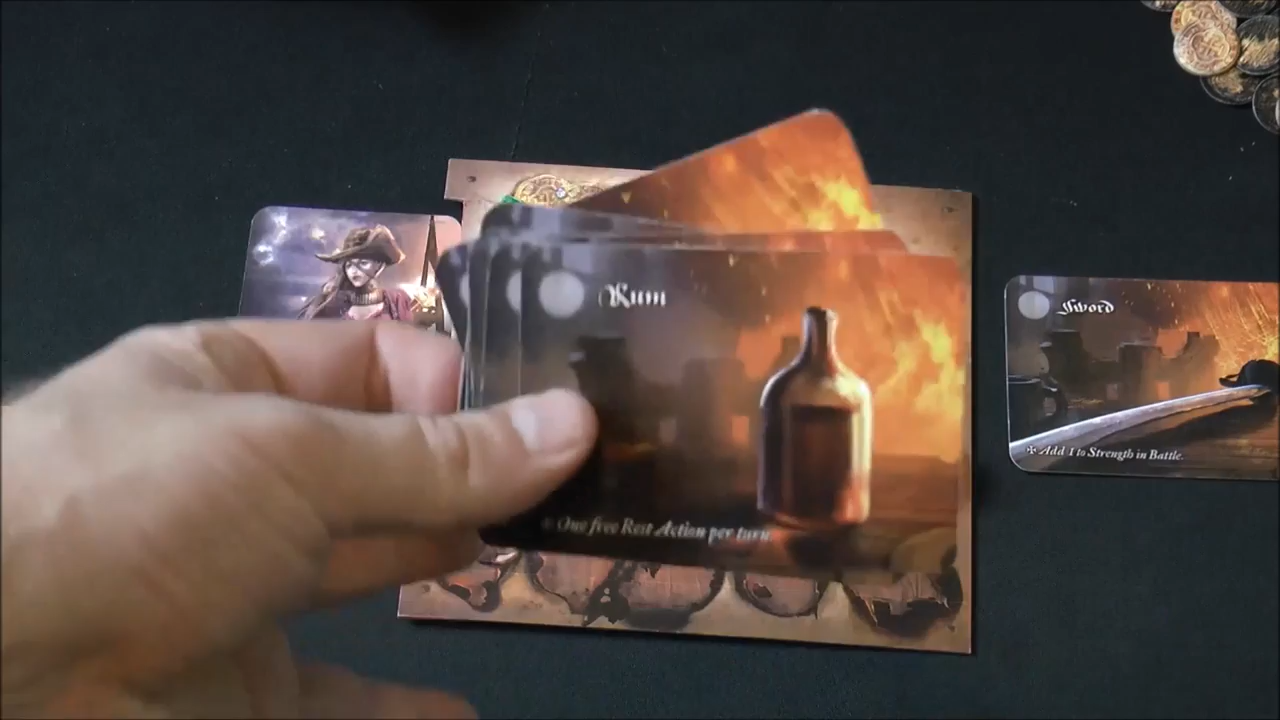 Rum
One free Rest Action per turn.
Sword
Add 1 to Strength in Battle.